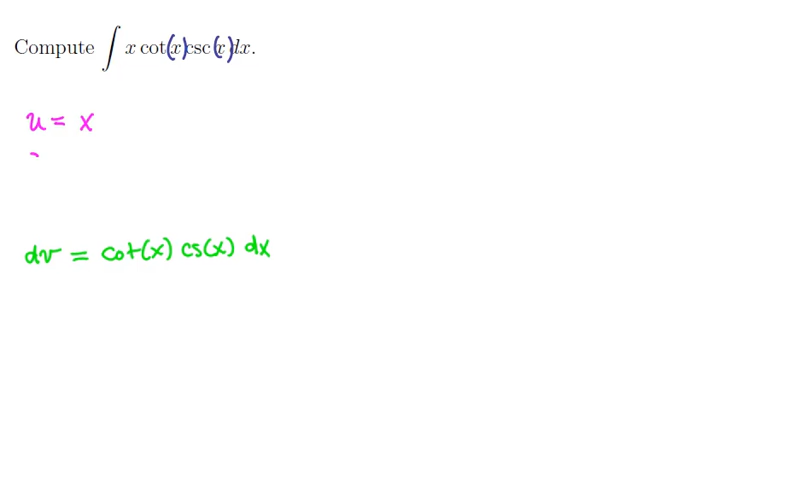 Compute ∫ x cot(x)csc(x)dx.
u = x
dv = cot(x) cs(x) dx